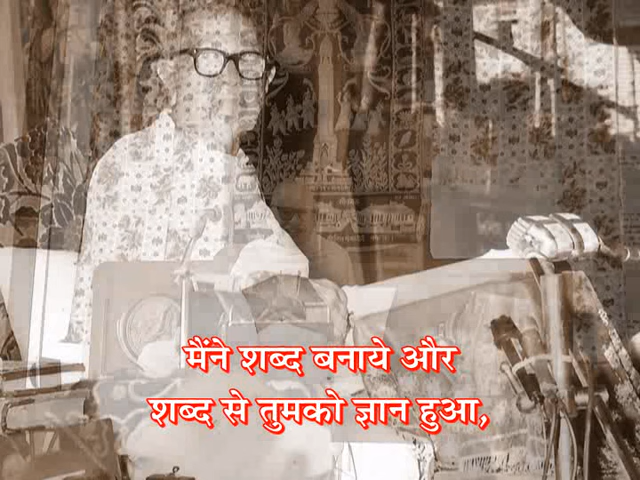 मैंने शब्द बनाये और
शब्द से तुमको ज्ञान हुआ,